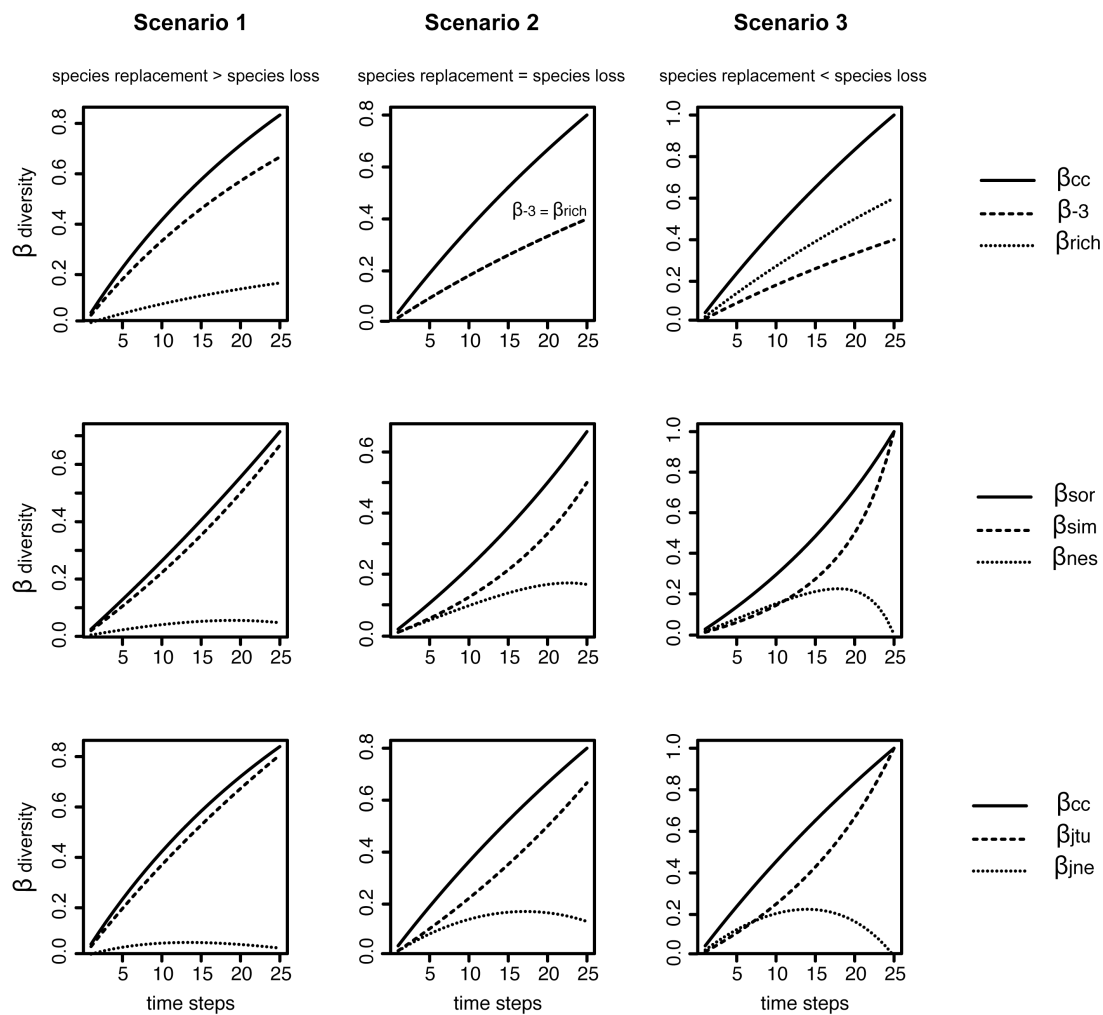 Scenario 1 Scenario 2 Scenario 3
species replacement > species loss species replacement = species loss species replacement < species loss
β diversity
0.0 0.2 0.4 0.6 0.8
5 10 15 20 25
β-3 = βrich
0.0 0.2 0.4 0.6 0.8
5 10 15 20 25
0.0 0.2 0.4 0.6 0.8 1.0
5 10 15 20 25
βcc
β-3
βrich
β diversity
0.0 0.2 0.4 0.6
5 10 15 20 25
0.0 0.2 0.4 0.6
5 10 15 20 25
0.0 0.2 0.4 0.6 0.8 1.0
5 10 15 20 25
βsor
βsim
βnes
β diversity
0.0 0.2 0.4 0.6 0.8
5 10 15 20 25
time steps
0.0 0.2 0.4 0.6 0.8
5 10 15 20 25
time steps
0.0 0.2 0.4 0.6 0.8 1.0
5 10 15 20 25
time steps
βcc
βjtu
βjne